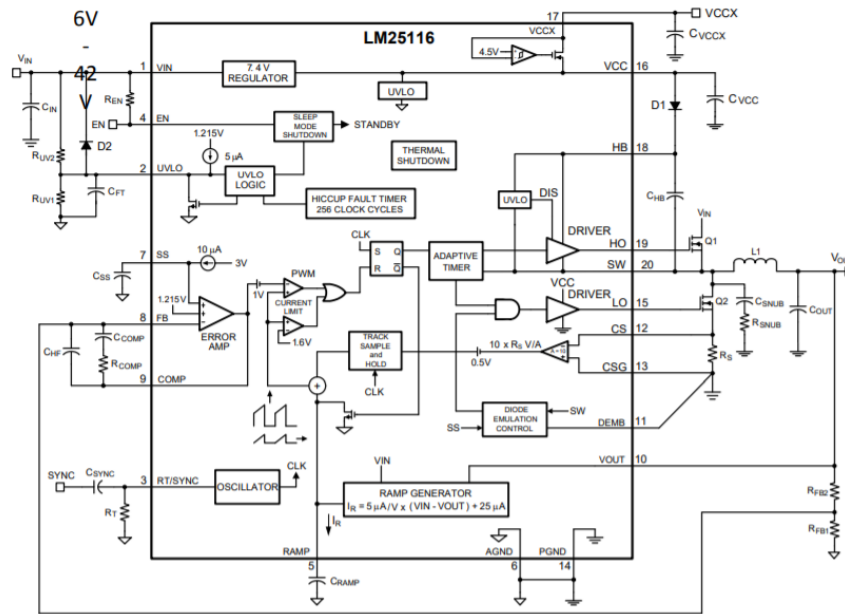 6V
-
42
V
LM25116
17
VCCX
VCCX
C VCCX
4.5V
VIN
1
VIN
7. 4 V
REGULATOR
UVLO
VCC
16
CIN
REN
EN
4
EN
SLEEP
MODE
SHUTDOWN
STANDBY
D1
C VCC
RUV2
D2
1.215V
5 µA
THERMAL
SHUTDOWN
HB
18
2
UVLO
UVLO
LOGIC
UVLO
DIS
CHB
RUV1
CFT
HICCUP FAULT TIMER
256 CLOCK CYCLES
VIN
DRIVER
CLK
7
SS
10 µA
3V
S
Q
R
Q
ADAPTIVE
TIMER
HO
19
Q1
L1
SW
20
CSS
1V
PWM
VCC
DRIVER
LO
15
Q2
CSNUB
COUT
1.215V
8
FB
ERROR
AMP
CURRENT
LIMIT
1.6V
CS
12
RSNUB
CHF
CCOMP
RCOMP
TRACK
SAMPLE
and
HOLD
CLK
10 x RS V/A
0.5V
A = 10
RS
CSG
13
9
COMP
+
DIODE
EMULATION
CONTROL
SW
SS
DEMB
11
VIN
VOUT
10
SYNC
CSYNC
3
RT/SYNC
OSCILLATOR
CLK
RT
RAMP GENERATOR
IR = 5 µA/V x (VIN - VOUT) + 25 µA
IR
RFB2
RFB1
RAMP
5
AGND
6
PGND
14
CRAMP